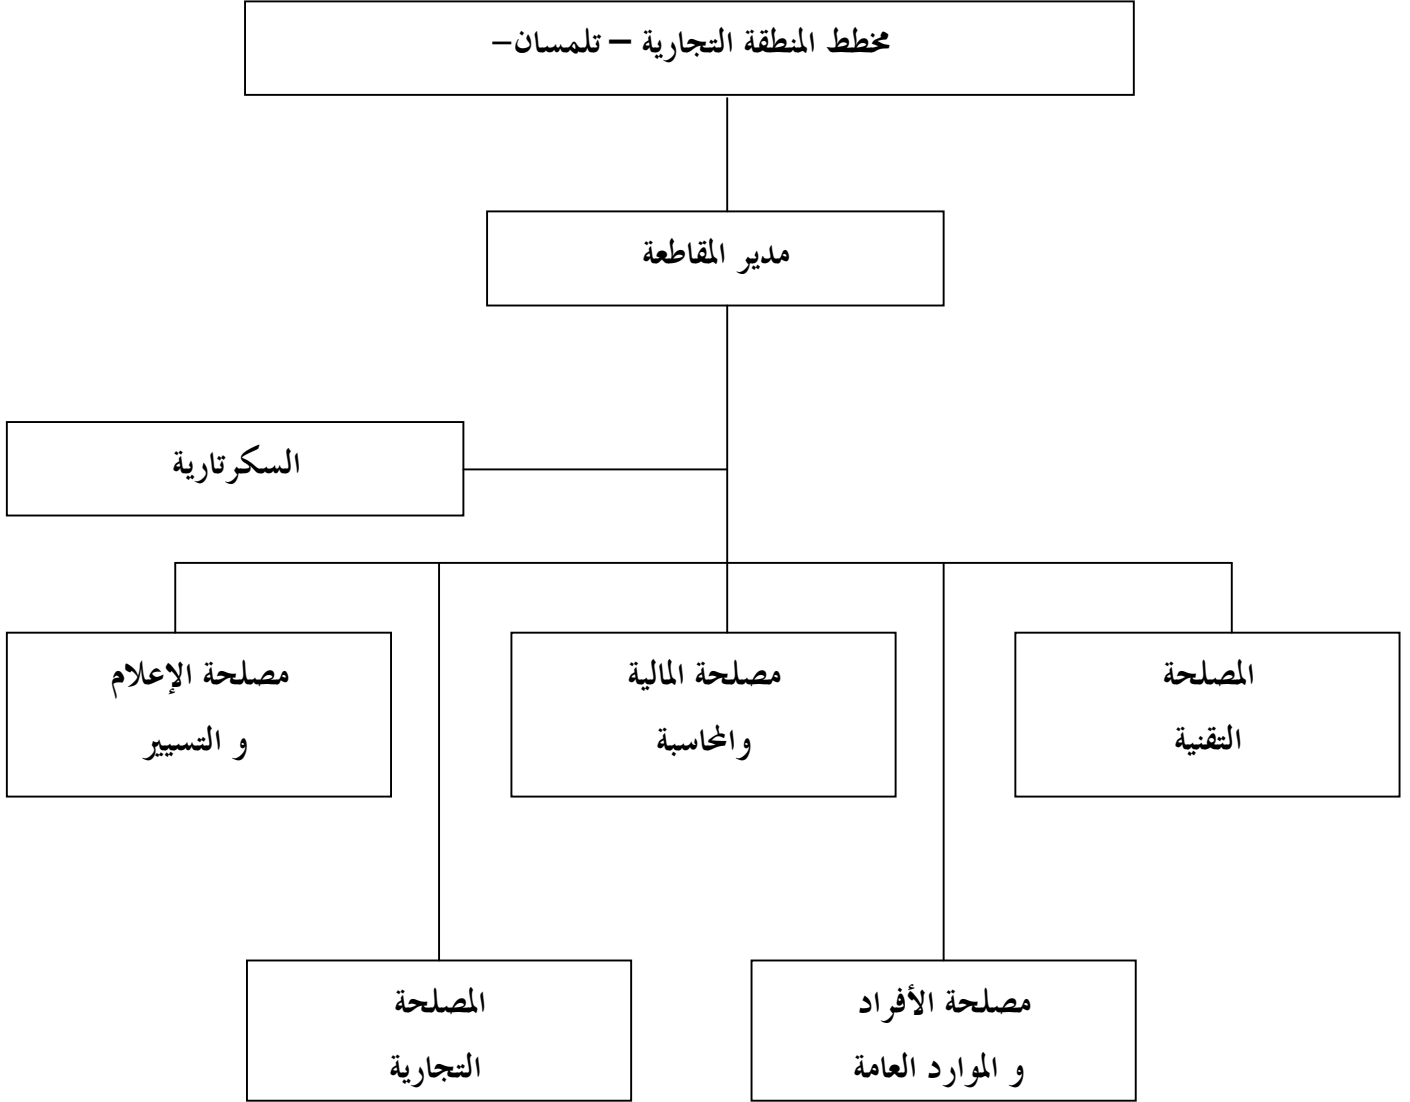 مخطط المنطقة التجارية – تلمسان–
مدير المقاطعة
السكرتارية
المصلحة
التقنية
مصلحة المالية
والمحاسبة
مصلحة الإعلام
و التسيير
مصلحة الأفراد
و الموارد العامة
المصلحة
التجارية